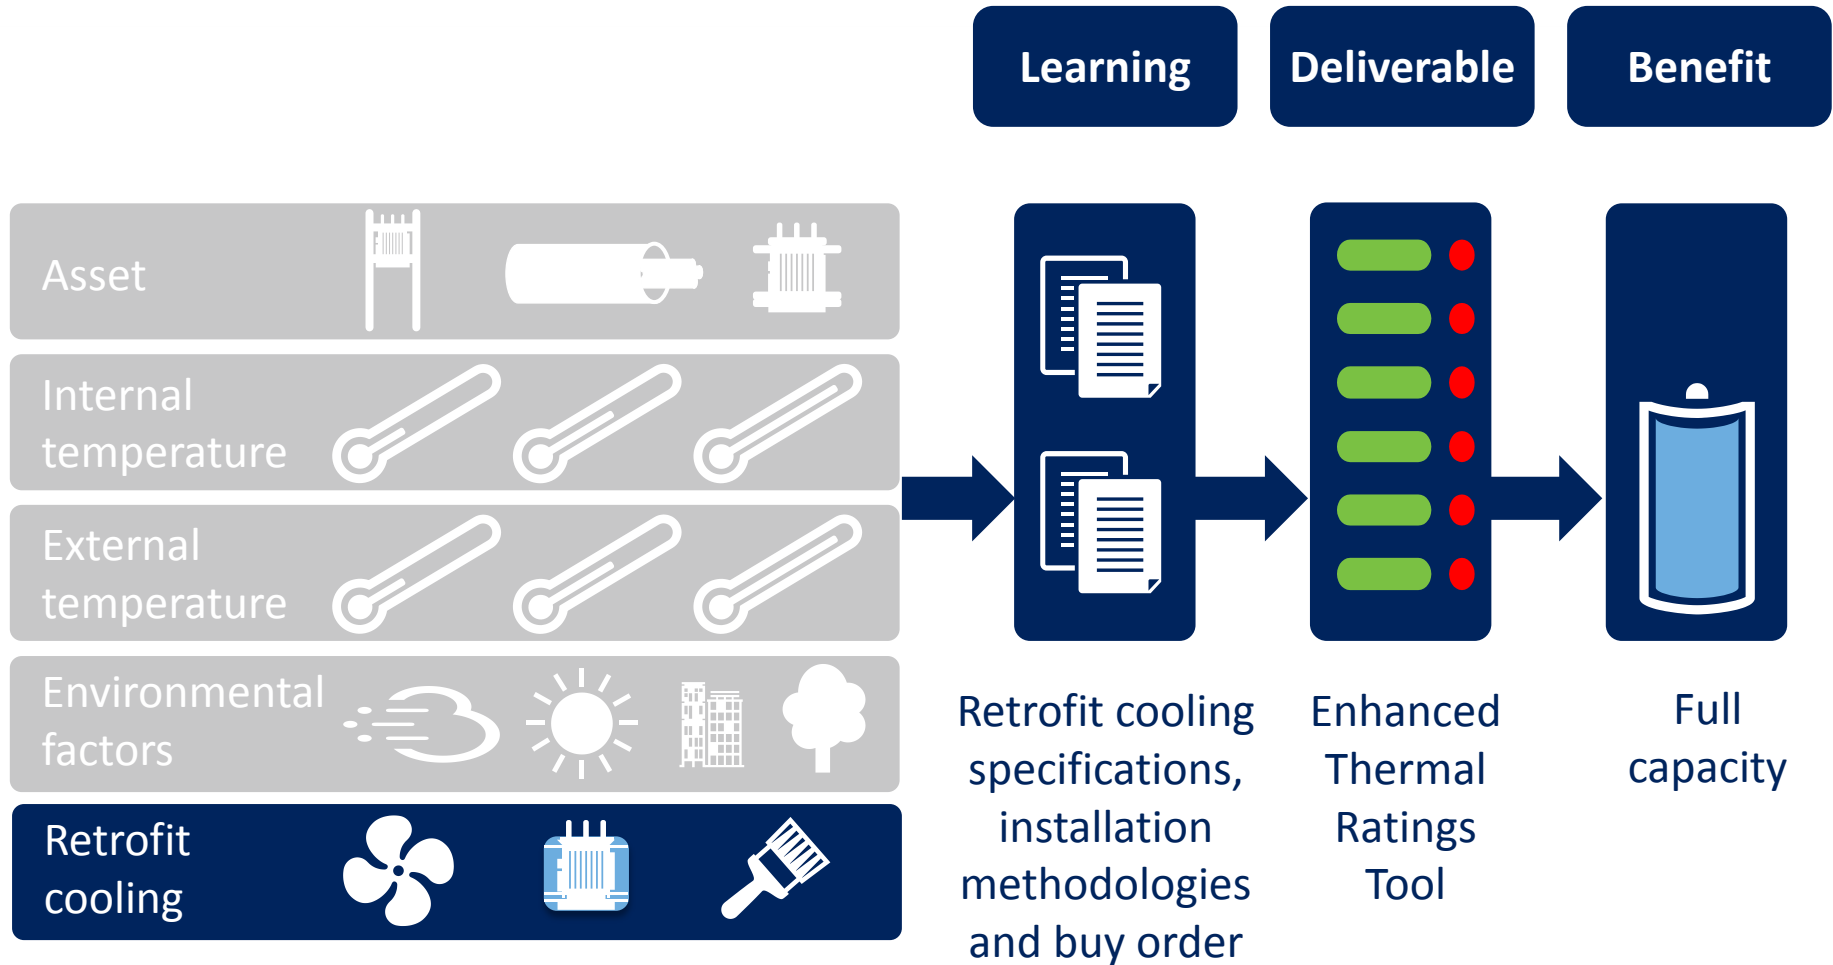 Learning
Deliverable
Benefit
Asset
Internal
temperature
External
temperature
Environmental
factors
Retrofit
cooling
Retrofit cooling
specifications,
installation
methodologies
and buy order
Enhanced
Thermal
Ratings
Tool
Full
capacity